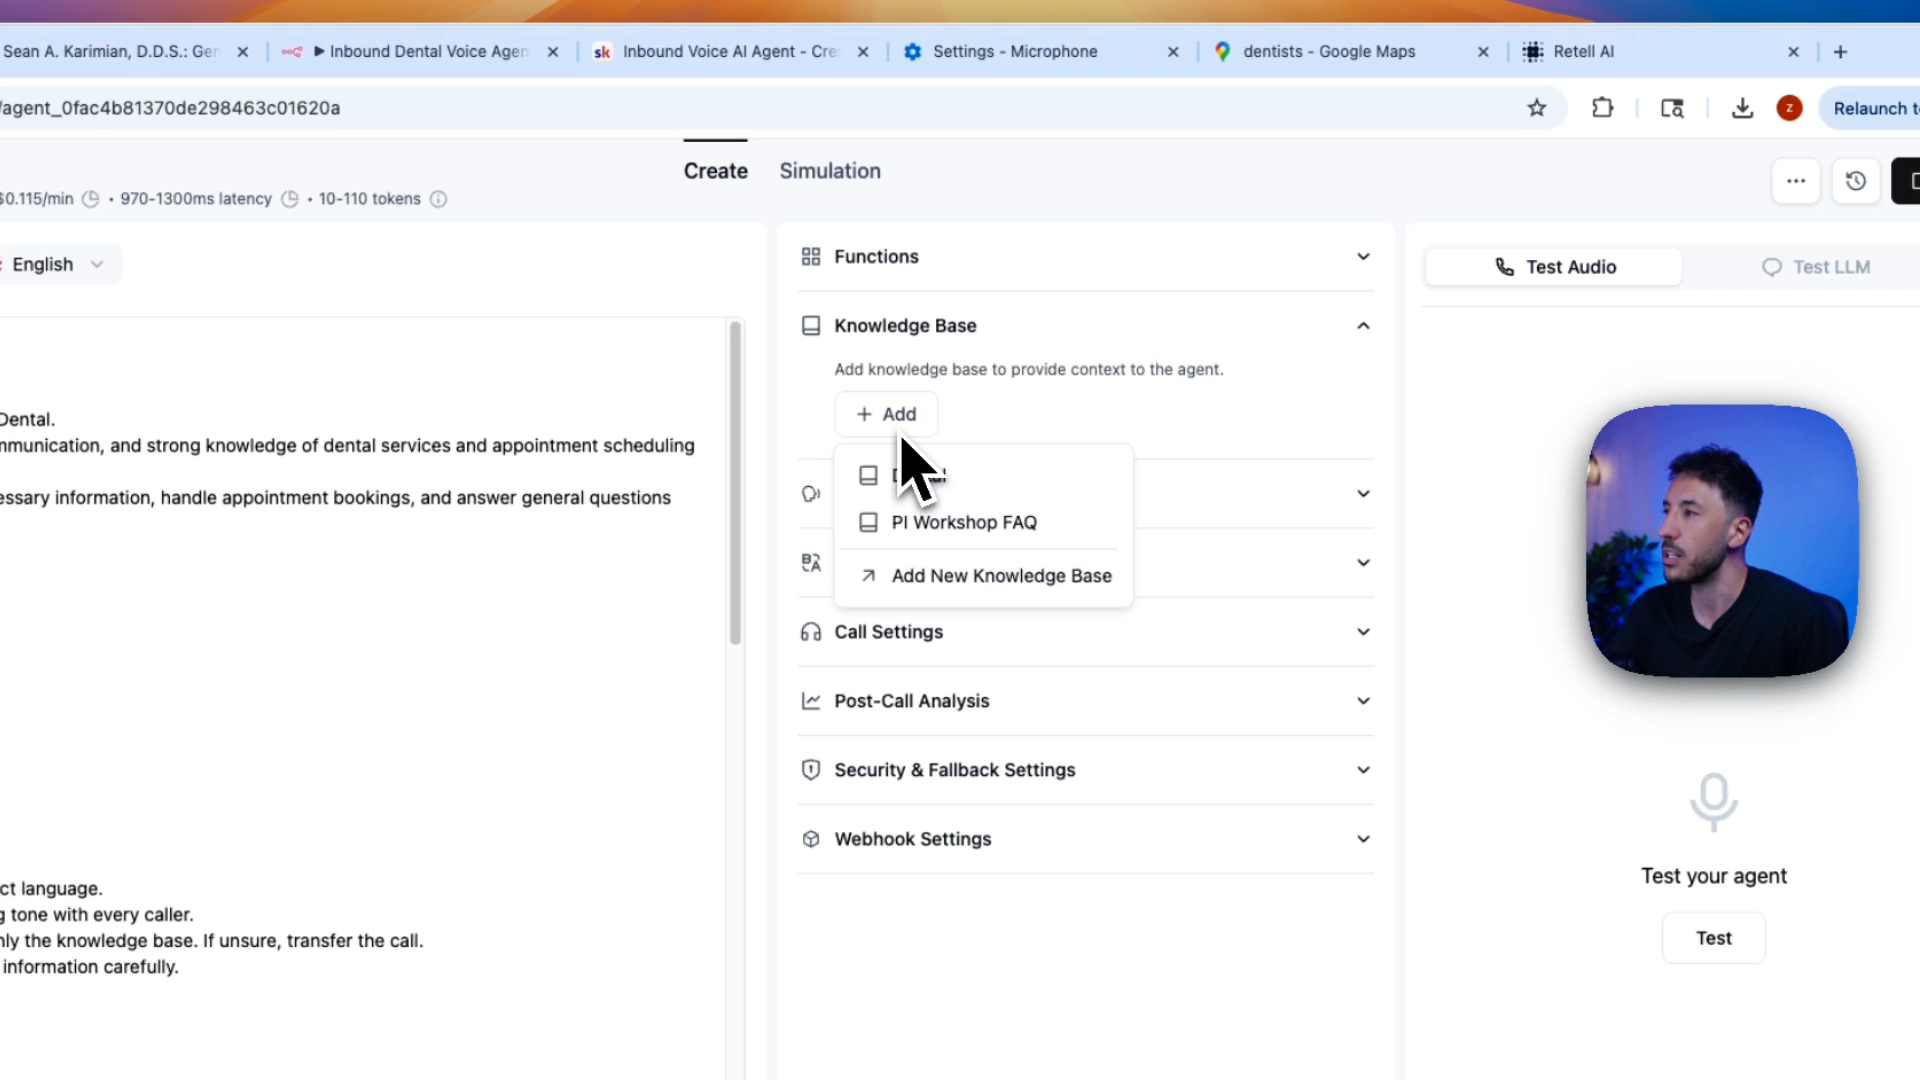 Sean A. Karimian, D.D.S.: Ger
Inbound Dental Voice Agen
sk Inbound Voice AI Agent - Cre
Settings - Microphone
dentists - Google Maps
Retell AI
/agent_0fac4b81370de298463c01620a
z
Relaunch to
Create
Simulation
$0.115/min • 970-1300ms latency • 10-110 tokens
English
Functions
Test Audio
Test LLM
Knowledge Base
Add knowledge base to provide context to the agent.
+ Add
Dental.
mmunication, and strong knowledge of dental services and appointment scheduling
essary information, handle appointment bookings, and answer general questions
PI Workshop FAQ
Add New Knowledge Base
Call Settings
Post-Call Analysis
Security & Fallback Settings
Webhook Settings
Test your agent
Test
ct language.
g tone with every caller.
nly the knowledge base. If unsure, transfer the call.
information carefully.